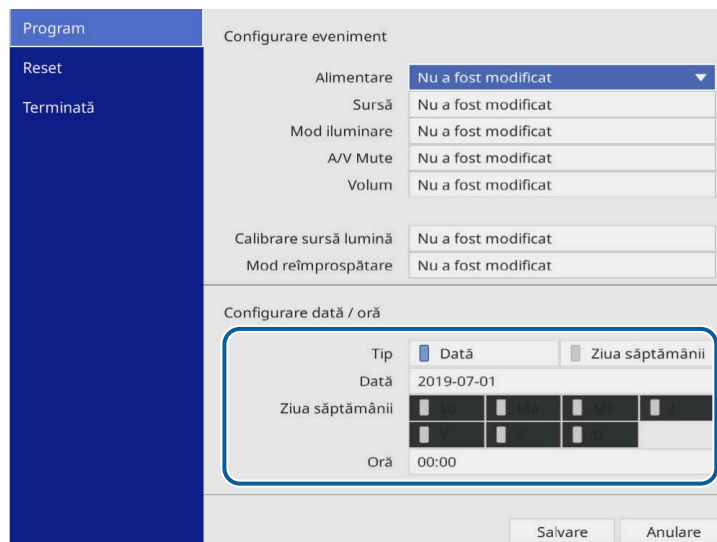 Program
Reset
Terminată
Configurare eveniment
Alimentare Nu a fost modificat
Sursă Nu a fost modificat
Mod iluminare Nu a fost modificat
A/V Mute Nu a fost modificat
Volum Nu a fost modificat
Calibrare sursă lumină Nu a fost modificat
Mod reîmprospătare Nu a fost modificat
Configurare dată / oră
Tip Dată Ziua săptămânii
Dată 2019-07-01
Ziua săptămânii Lu Ma Mi J
V S D
Oră 00:00
Salvare Anulare